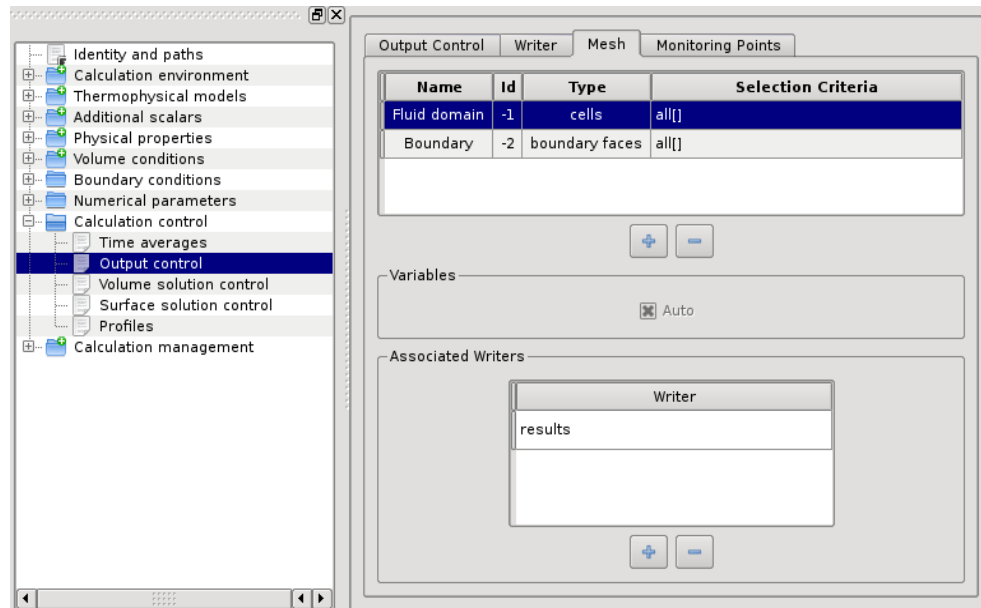 Identity and paths
Calculation environment
Thermophysical models
Additional scalars
Physical properties
Volume conditions
Boundary conditions
Numerical parameters
Calculation control
Time averages
Output control
Volume solution control
Surface solution control
Profiles
Calculation management
Output Control Writer Mesh Monitoring Points
Name Id Type Selection Criteria
Fluid domain -1 cells all[]
Boundary -2 boundary faces all[]
Variables
Auto
Associated Writers
Writer
results